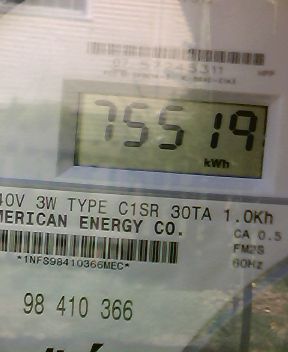 75519
kWh
40V 3W TYPE C1SR 30TA 1.0Kh
MERICAN ENERGY CO.
CA 0.5
FM2S
60Hz
*1NFS98410366MEC*
98 410 366